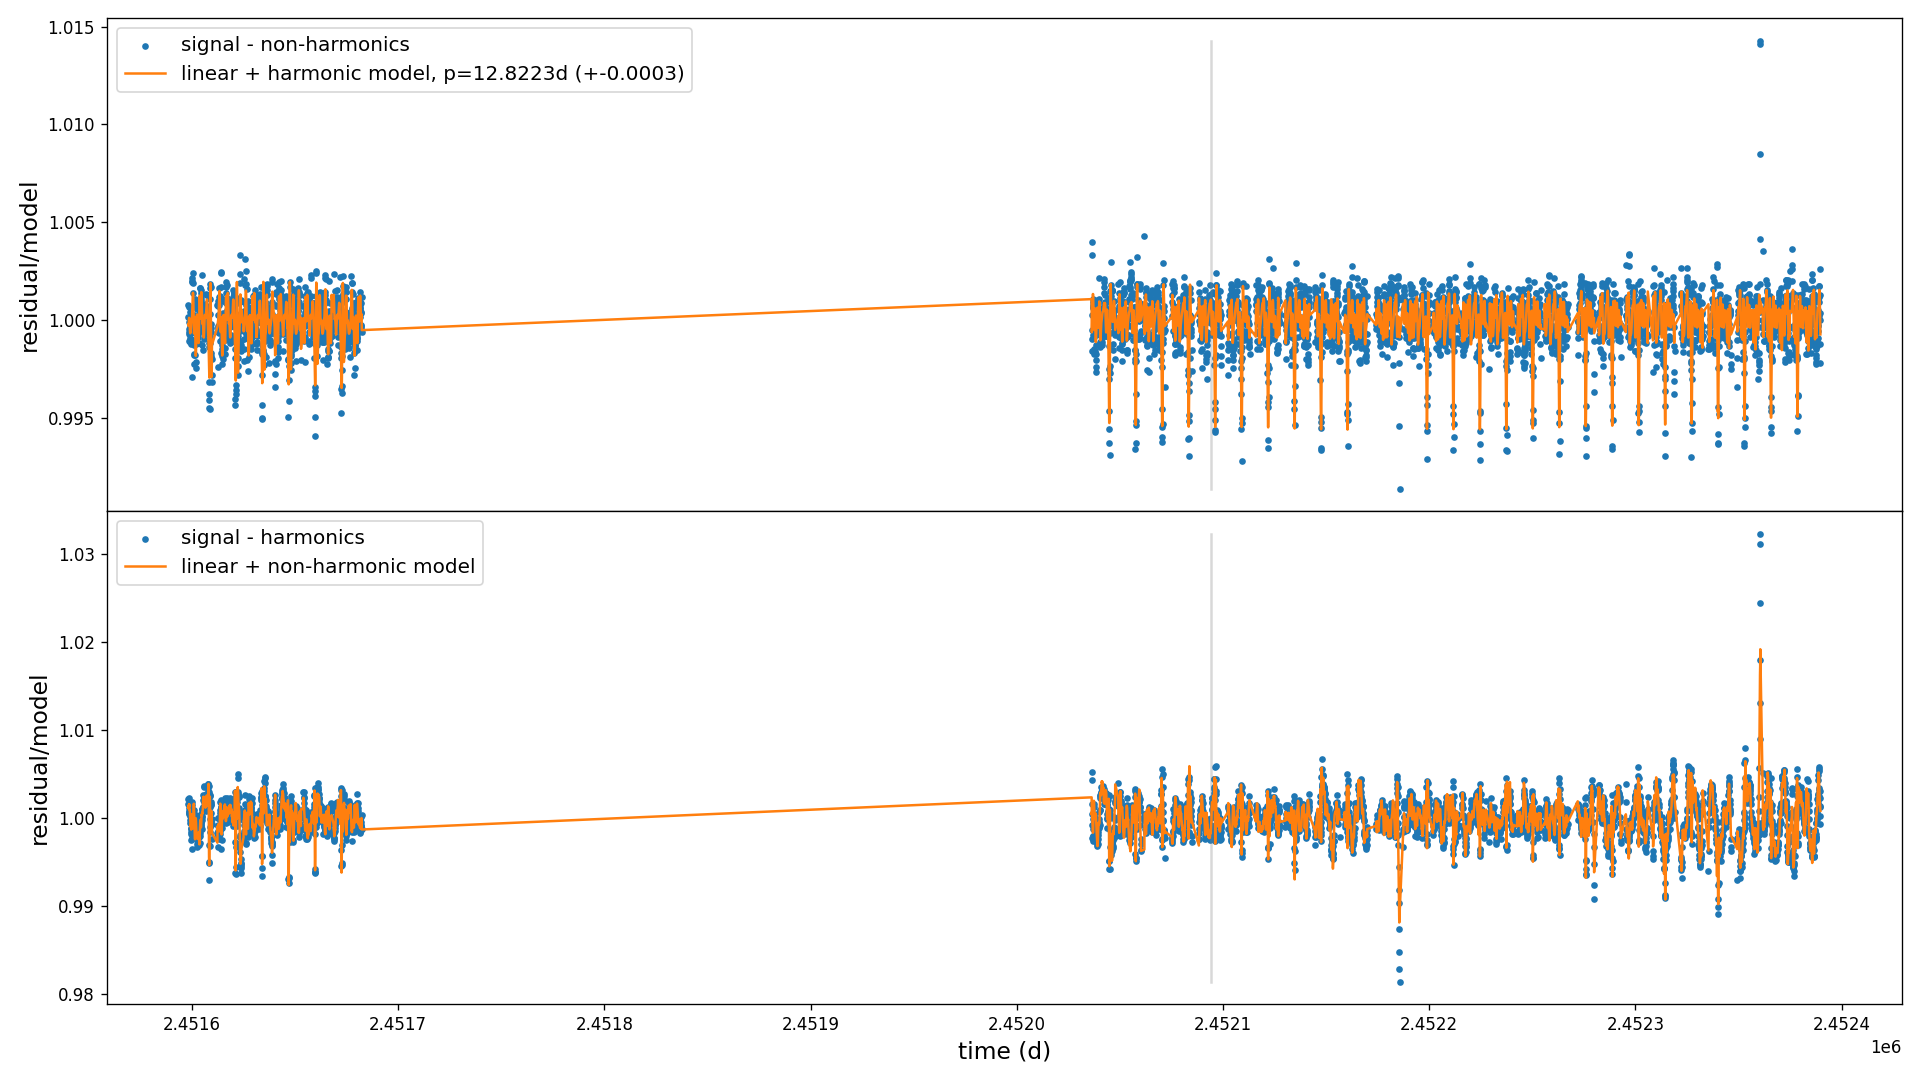 1.015
1.010
1.005
1.000
0.995
residual/model
signal - non-harmonics
linear + harmonic model, p=12.8223d (+-0.0003)
1.03
1.02
1.01
1.00
0.99
0.98
residual/model
signal - harmonics
linear + non-harmonic model
2.4516 2.4517 2.4518 2.4519 2.4520 2.4521 2.4522 2.4523 2.4524
1e6
time (d)